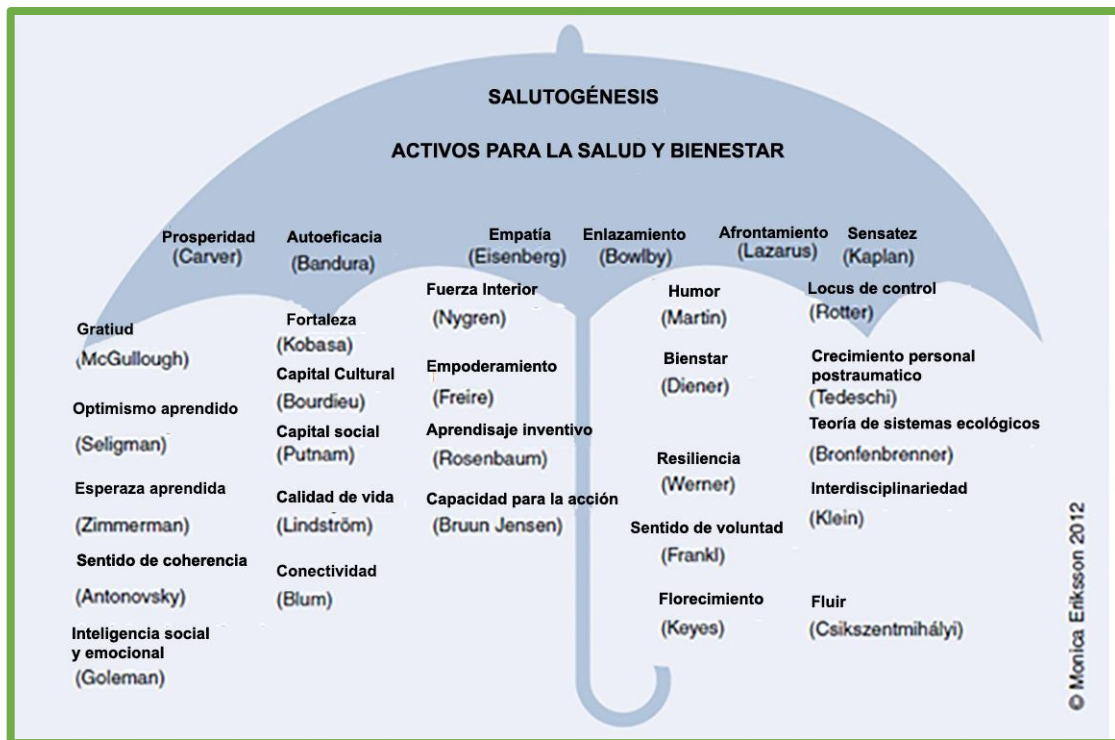 SALUTOGÉNESIS
ACTIVOS PARA LA SALUD Y BIENESTAR
Prosperidad
(Carver)
Autoeficacia
(Bandura)
Empatía
(Eisenberg)
Enlazamiento
(Bowlby)
Afrontamiento
(Lazarus)
Sensatez
(Kaplan)
Gratiud
(McGullough)
Optimismo aprendido
(Seligman)
Esperaza aprendida
(Zimmerman)
Sentido de coherencia
(Antonovsky)
Inteligencia social
y emocional
(Goleman)
Fortaleza
(Kobasa)
Capital Cultural
(Bourdieu)
Capital social
(Putnam)
Calidad de vida
(Lindström)
Conectividad
(Blum)
Fuerza Interior
(Nygren)
Empoderamiento
(Freire)
Aprendisaje inventivo
(Rosenbaum)
Capacidad para la acción
(Bruun Jensen)
Humor
(Martin)
Bienstar
(Diener)
Resiliencia
(Werner)
Sentido de voluntad
(Frankl)
Florecimiento
(Keyes)
Locus de control
(Rotter)
Crecimiento personal
postraumatico
(Tedeschi)
Teoría de sistemas ecológicos
(Bronfenbrenner)
Interdisciplinariedad
(Klein)
Fluir
(Csikszentmihályi)
© Monica Eriksson 2012